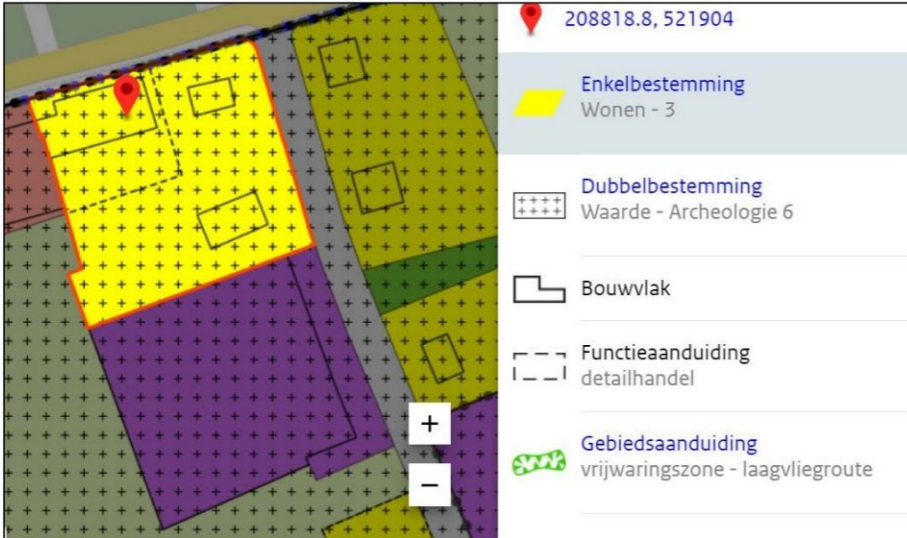 208818.8, 521904
Enkelbestemming
Wonen - 3
Dubbelbestemming
Waarde - Archeologie 6
Bouwvlak
Functieaanduiding
detailhandel
Gebiedsaanduiding
vrijwaringszone - laagvliegroute
+
−